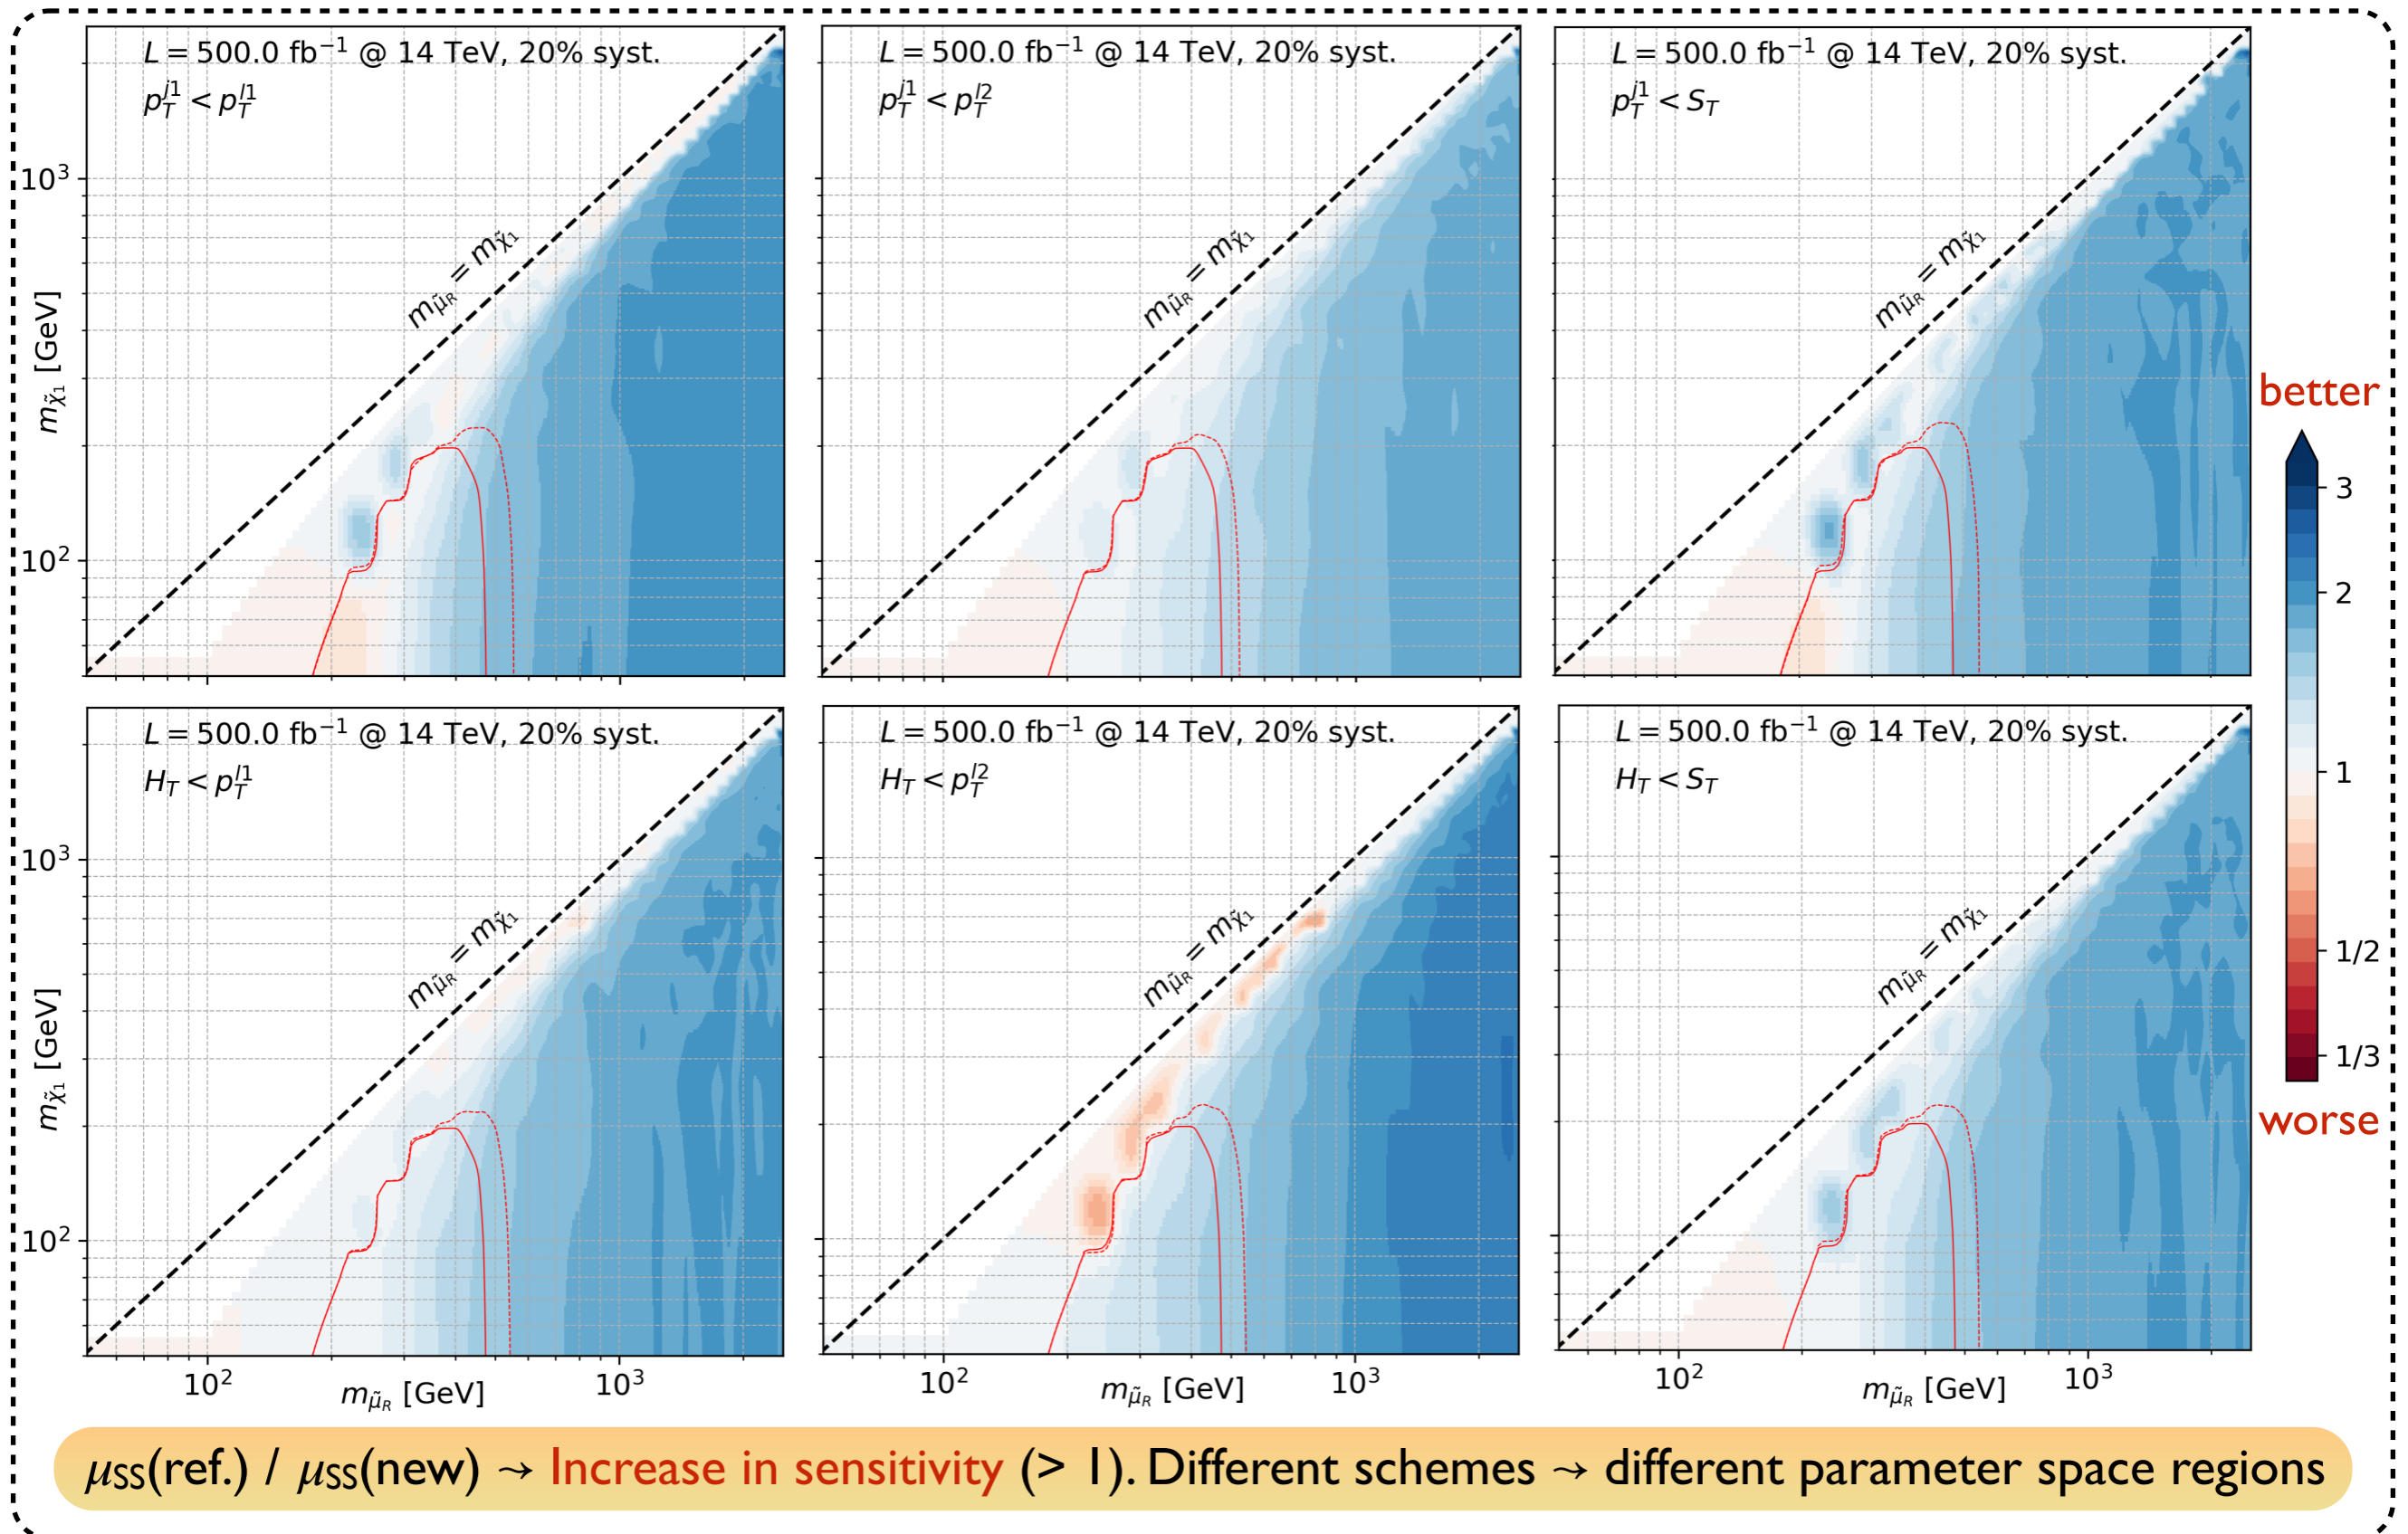 L = 500.0 fb⁻¹ @ 14 TeV, 20% syst.
p_T^{j1} < p_T^{l1}
m_{μ̃_R} = m_{χ̃_1}
10³
10²
m_{χ̃_1} [GeV]
L = 500.0 fb⁻¹ @ 14 TeV, 20% syst.
p_T^{j1} < p_T^{l2}
m_{μ̃_R} = m_{χ̃_1}
L = 500.0 fb⁻¹ @ 14 TeV, 20% syst.
p_T^{j1} < S_T
m_{μ̃_R} = m_{χ̃_1}
better
3
2
1
1/2
1/3
worse
L = 500.0 fb⁻¹ @ 14 TeV, 20% syst.
H_T < p_T^{l1}
m_{μ̃_R} = m_{χ̃_1}
10³
10²
m_{χ̃_1} [GeV]
10² 10³
m_{μ̃_R} [GeV]
L = 500.0 fb⁻¹ @ 14 TeV, 20% syst.
H_T < p_T^{l2}
m_{μ̃_R} = m_{χ̃_1}
10² 10³
m_{μ̃_R} [GeV]
L = 500.0 fb⁻¹ @ 14 TeV, 20% syst.
H_T < S_T
m_{μ̃_R} = m_{χ̃_1}
10² 10³
m_{μ̃_R} [GeV]
μSS(ref.) / μSS(new) ⤳ Increase in sensitivity (> 1). Different schemes ⤳ different parameter space regions